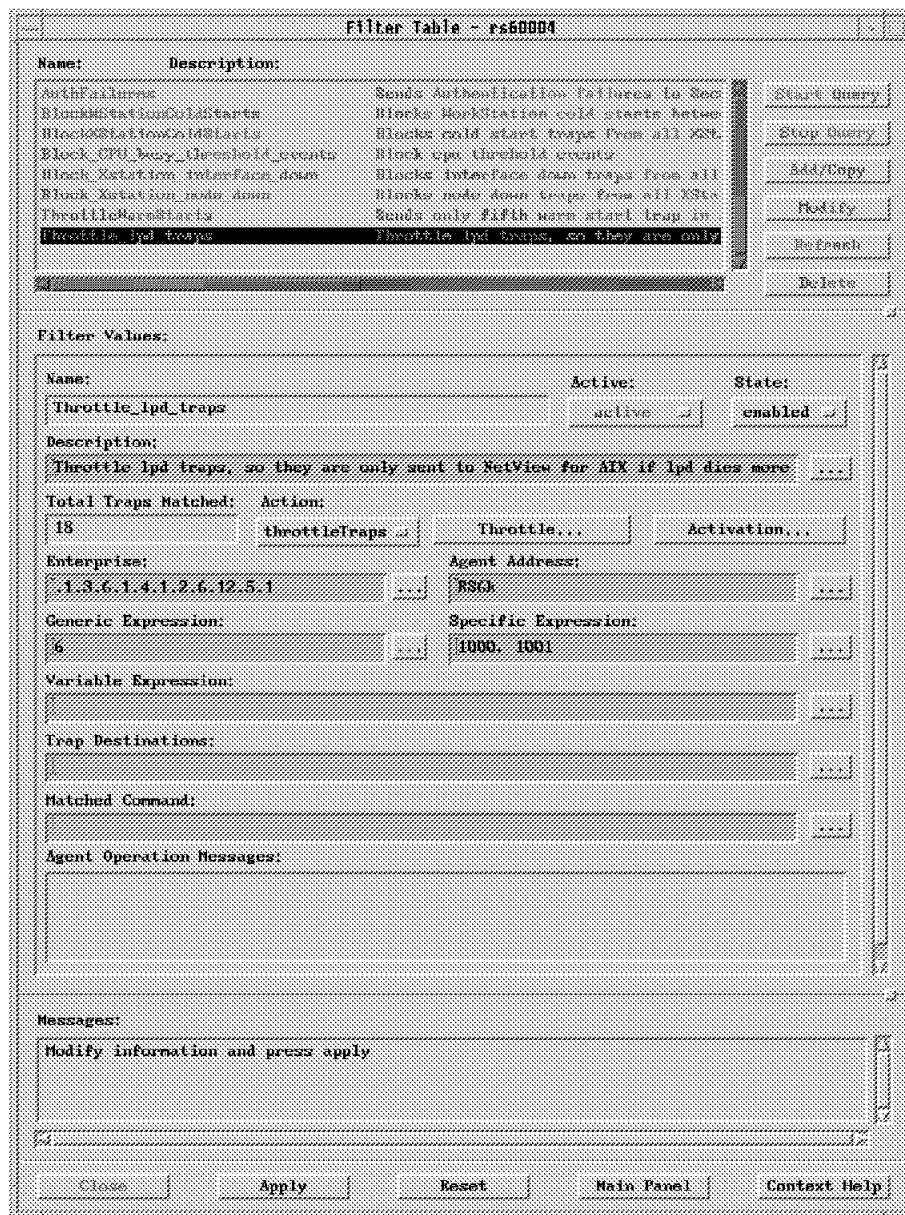 Filter Table - rs60004
Name: Description:
AuthFailures Sends Authentication failures to Sec
BlockWStationColdStarts Blocks WorkStation cold starts betwe
BlockXStationColdStarts Blocks cold start traps from all XSt
Block_CPU_busy_threshold_events Block cpu threhold events
Block_Xstation_interface_down Blocks interface down traps from all
Block_Xstation_node_down Blocks node down traps from all XSta
ThrottleWarmStarts Sends only fifth warm start trap in
Throttle_lpd_traps Throttle lpd traps, so they are only
Start Query
Stop Query
Add/Copy
Modify
Refresh
Delete
Filter Values:
Name: Active: State:
Throttle_lpd_traps active enabled
Description:
Throttle lpd traps, so they are only sent to NetView for AIX if lpd dies more ...
Total Traps Matched: Action:
18 throttleTraps Throttle... Activation...
Enterprise: Agent Address:
.1.3.6.1.4.1.2.6.12.5.1 ... RS6k ...
Generic Expression: Specific Expression:
6 ... 1000, 1001 ...
Variable Expression:
...
Trap Destinations:
...
Matched Command:
...
Agent Operation Messages:
Messages:
Modify information and press apply
Close Apply Reset Main Panel Context Help